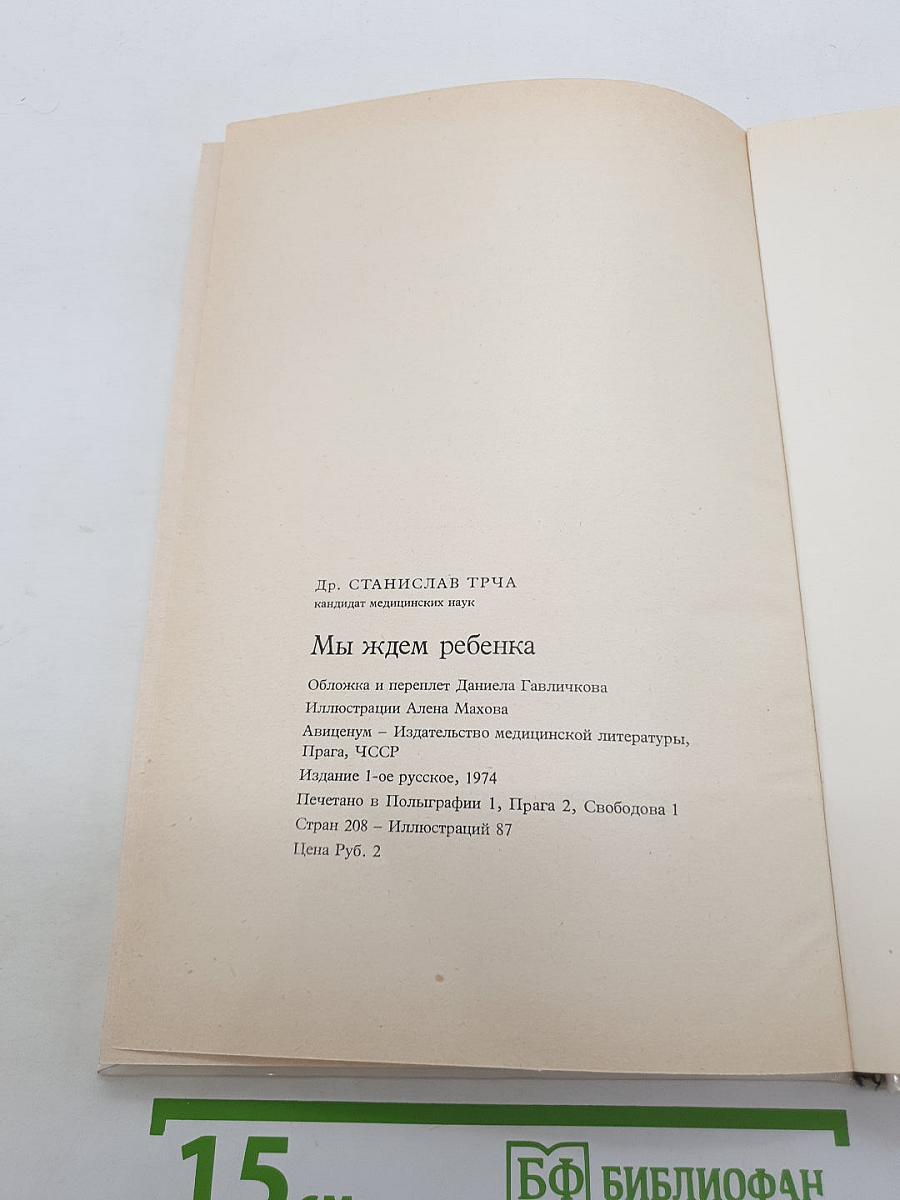 Др. СТАНИСЛАВ ТРЧА
кандидат медицинских наук
Мы ждем ребенка
Обложка и переплет Даниела Гавличкова
Иллюстрации Алена Махова
Авиценум – Издательство медицинской литературы,
Прага, ЧССР
Издание 1-ое русское, 1974
Печетано в Полыграфии 1, Прага 2, Свободова 1
Стран 208 – Иллюстраций 87
Цена Руб. 2
15 см
БФ БИБЛИОФАН